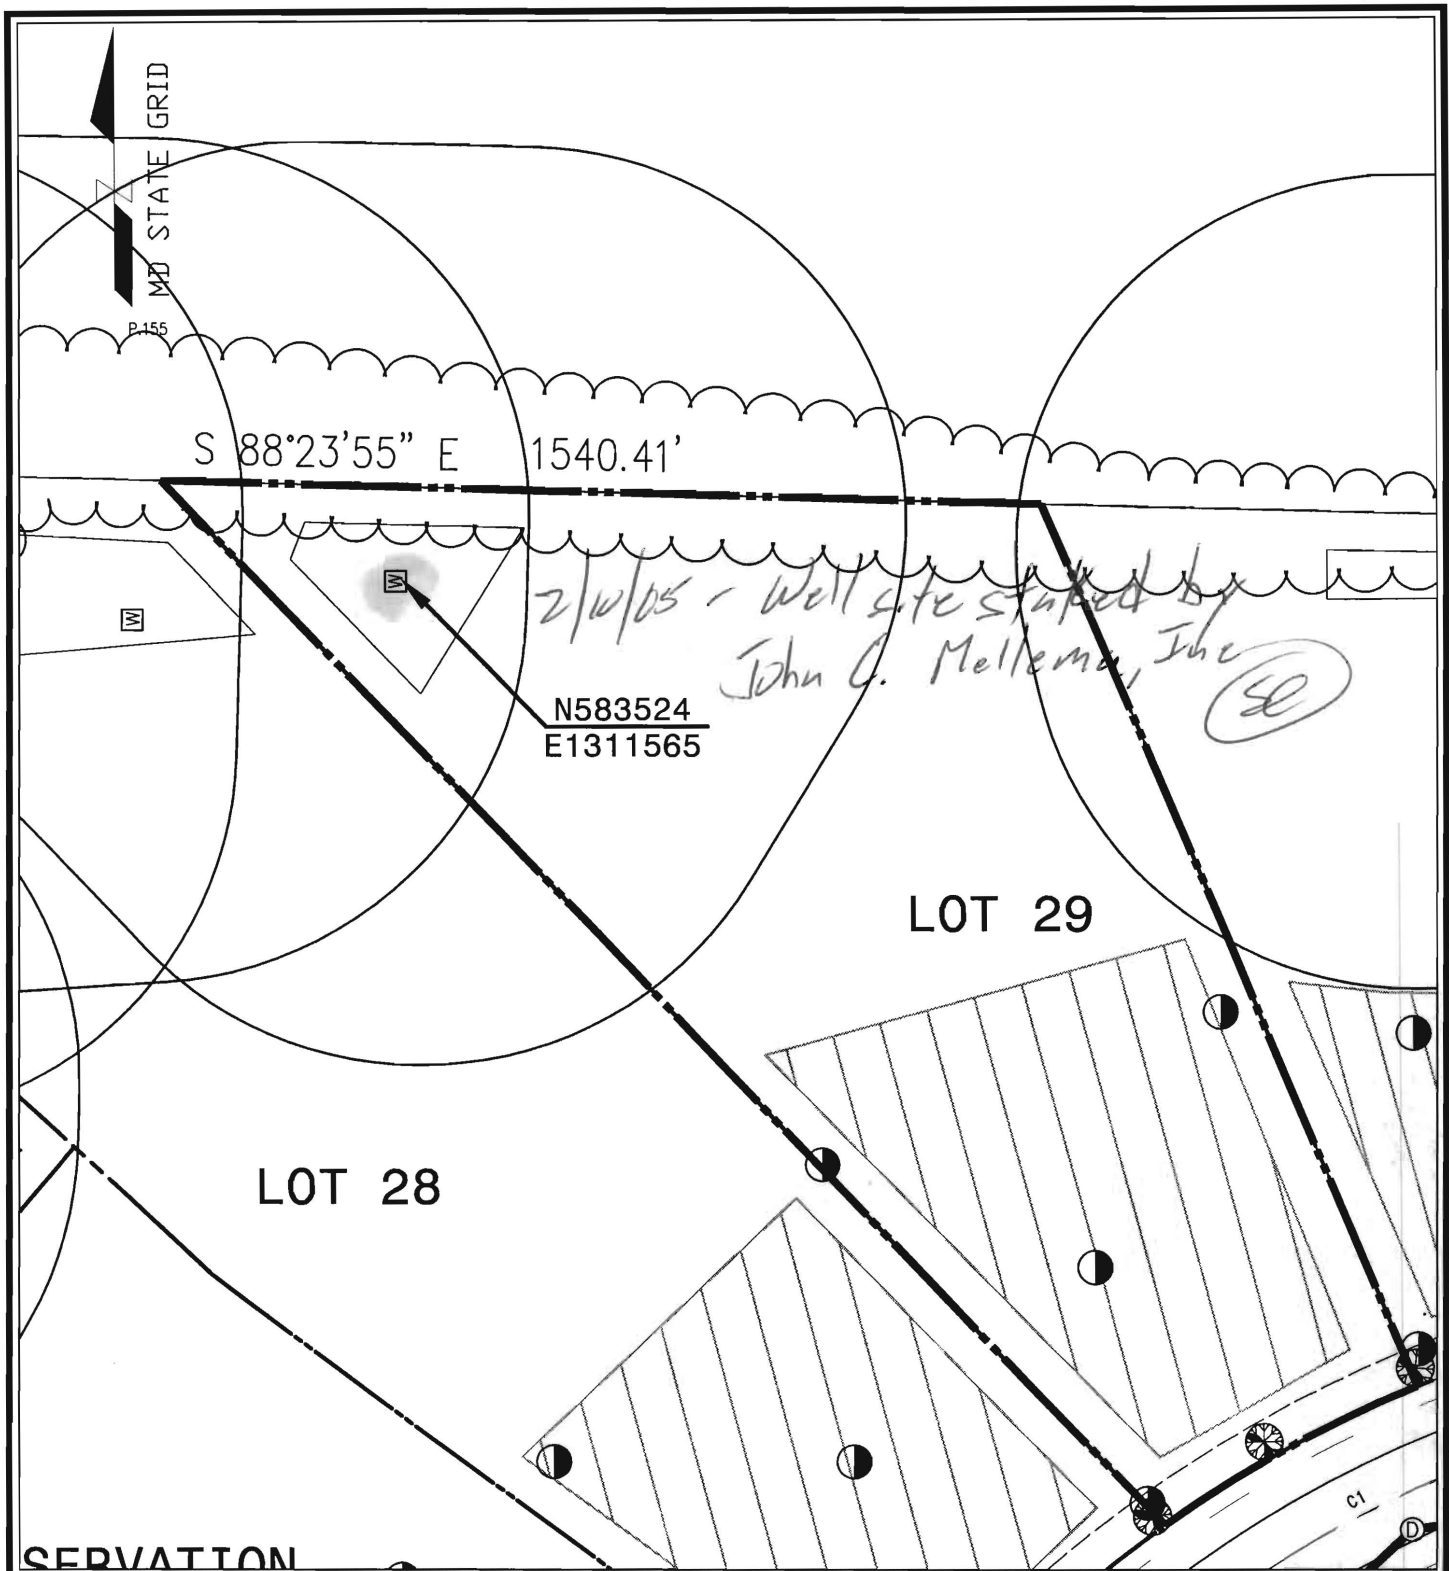 MD STATE GRID
P.155
S 88°23'55" E 1540.41'
W
W
2/10/05 - Well site staked by
John C. Mellema, Inc
N583524
E1311565
LOT 29
LOT 28
C1
D
SERVATION